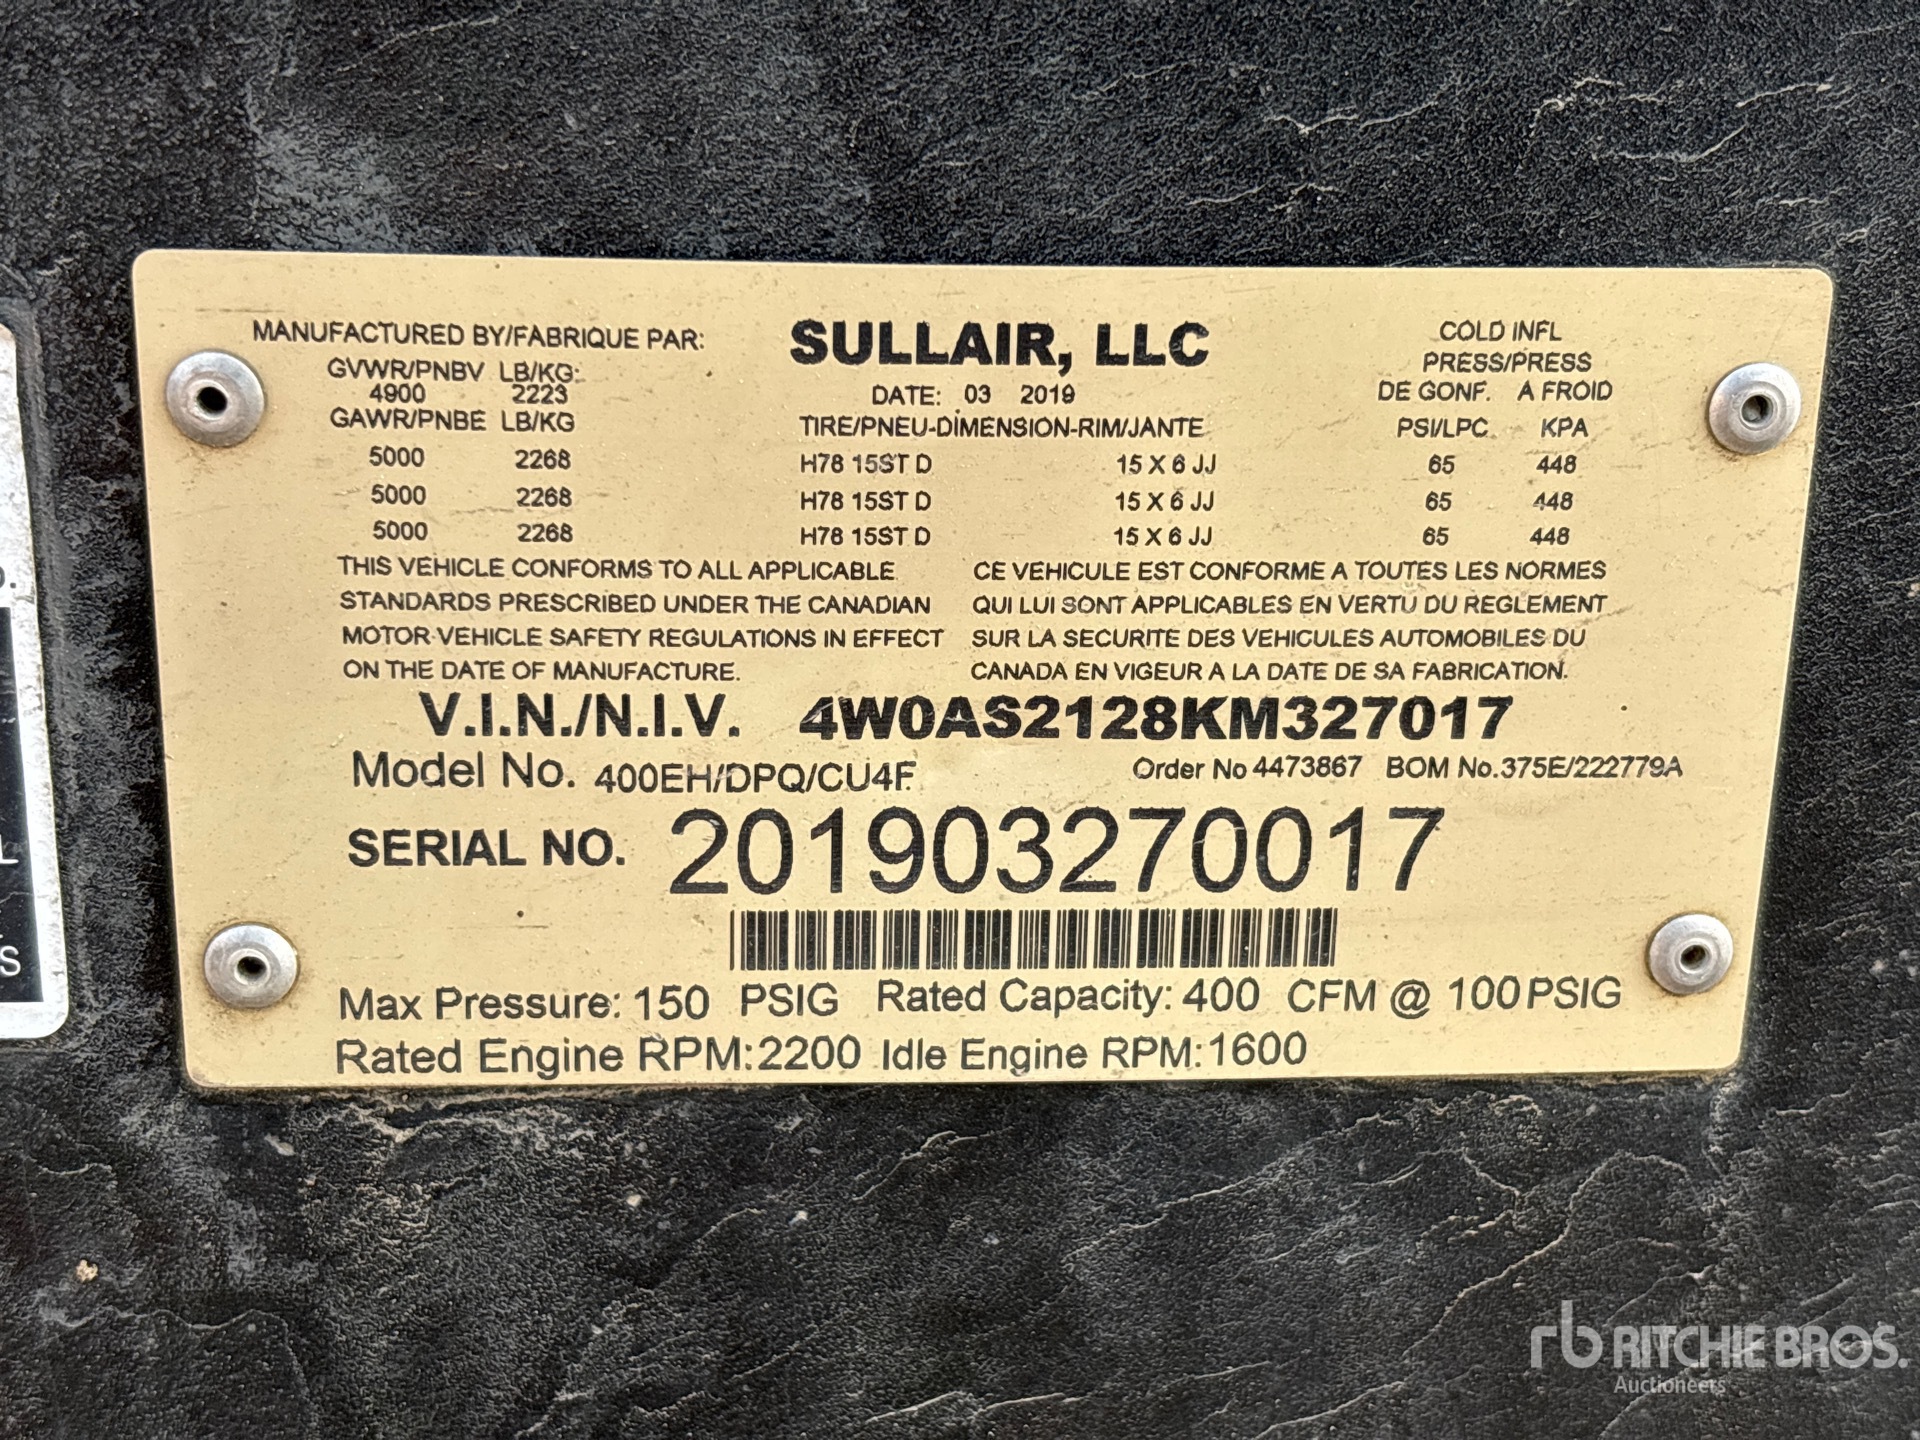 MANUFACTURED BY/FABRIQUE PAR: SULLAIR, LLC COLD INFL
GVWR/PNBV LB/KG: PRESS/PRESS
4900 2223 DATE: 03 2019 DE GONF. A FROID
GAWR/PNBE LB/KG TIRE/PNEU-DIMENSION-RIM/JANTE PSI/LPC KPA
5000 2268 H78 15ST D 15 X 6 JJ 65 448
5000 2268 H78 15ST D 15 X 6 JJ 65 448
5000 2268 H78 15ST D 15 X 6 JJ 65 448
THIS VEHICLE CONFORMS TO ALL APPLICABLE
STANDARDS PRESCRIBED UNDER THE CANADIAN
MOTOR VEHICLE SAFETY REGULATIONS IN EFFECT
ON THE DATE OF MANUFACTURE.
CE VEHICULE EST CONFORME A TOUTES LES NORMES
QUI LUI SONT APPLICABLES EN VERTU DU REGLEMENT
SUR LA SECURITE DES VEHICULES AUTOMOBILES DU
CANADA EN VIGEUR A LA DATE DE SA FABRICATION.
V.I.N./N.I.V. 4W0AS2128KM327017
Model No. 400EH/DPQ/CU4F Order No 4473867 BOM No.375E/222779A
SERIAL NO. 201903270017
Max Pressure: 150 PSIG Rated Capacity: 400 CFM @ 100 PSIG
Rated Engine RPM: 2200 Idle Engine RPM: 1600
rb RITCHIE BROS.
Auctioneers